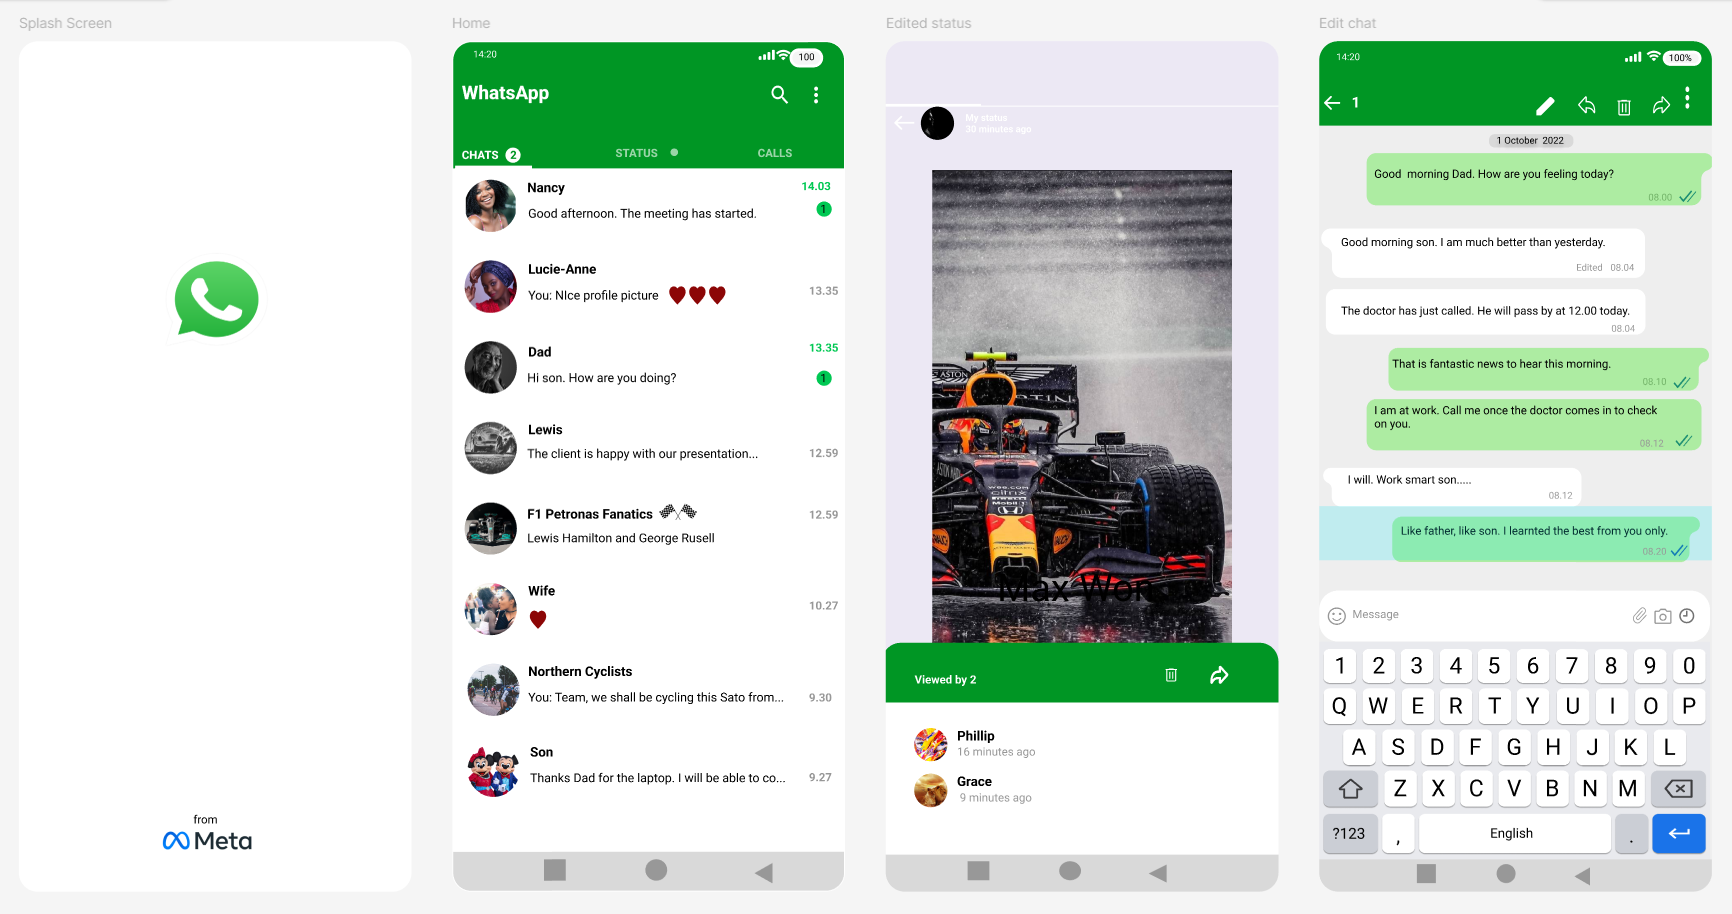 Splash Screen
from
Meta
Home
14:20
100
WhatsApp
CHATS 2
STATUS
CALLS
Nancy
14.03
Good afternoon. The meeting has started.
1
Lucie-Anne
You: NIce profile picture
13.35
Dad
13.35
Hi son. How are you doing?
1
Lewis
The client is happy with our presentation...
12.59
F1 Petronas Fanatics
12.59
Lewis Hamilton and George Rusell
Wife
10.27
Northern Cyclists
You: Team, we shall be cycling this Sato from...
9.30
Son
Thanks Dad for the laptop. I will be able to co...
9.27
Edited status
My status
30 minutes ago
ASTON
citrix
Mobil 1
HONDA
Max Won
Viewed by 2
Phillip
16 minutes ago
Grace
9 minutes ago
Edit chat
14:20
100%
1
1 October 2022
Good morning Dad. How are you feeling today?
08.00
Good morning son. I am much better than yesterday.
Edited 08.04
The doctor has just called. He will pass by at 12.00 today.
08.04
That is fantastic news to hear this morning.
08.10
I am at work. Call me once the doctor comes in to check
on you.
08.12
I will. Work smart son.....
08.12
Like father, like son. I learnted the best from you only.
08.20
Message
1 2 3 4 5 6 7 8 9 0
Q W E R T Y U I O P
A S D F G H J K L
Z X C V B N M
?123 , English .